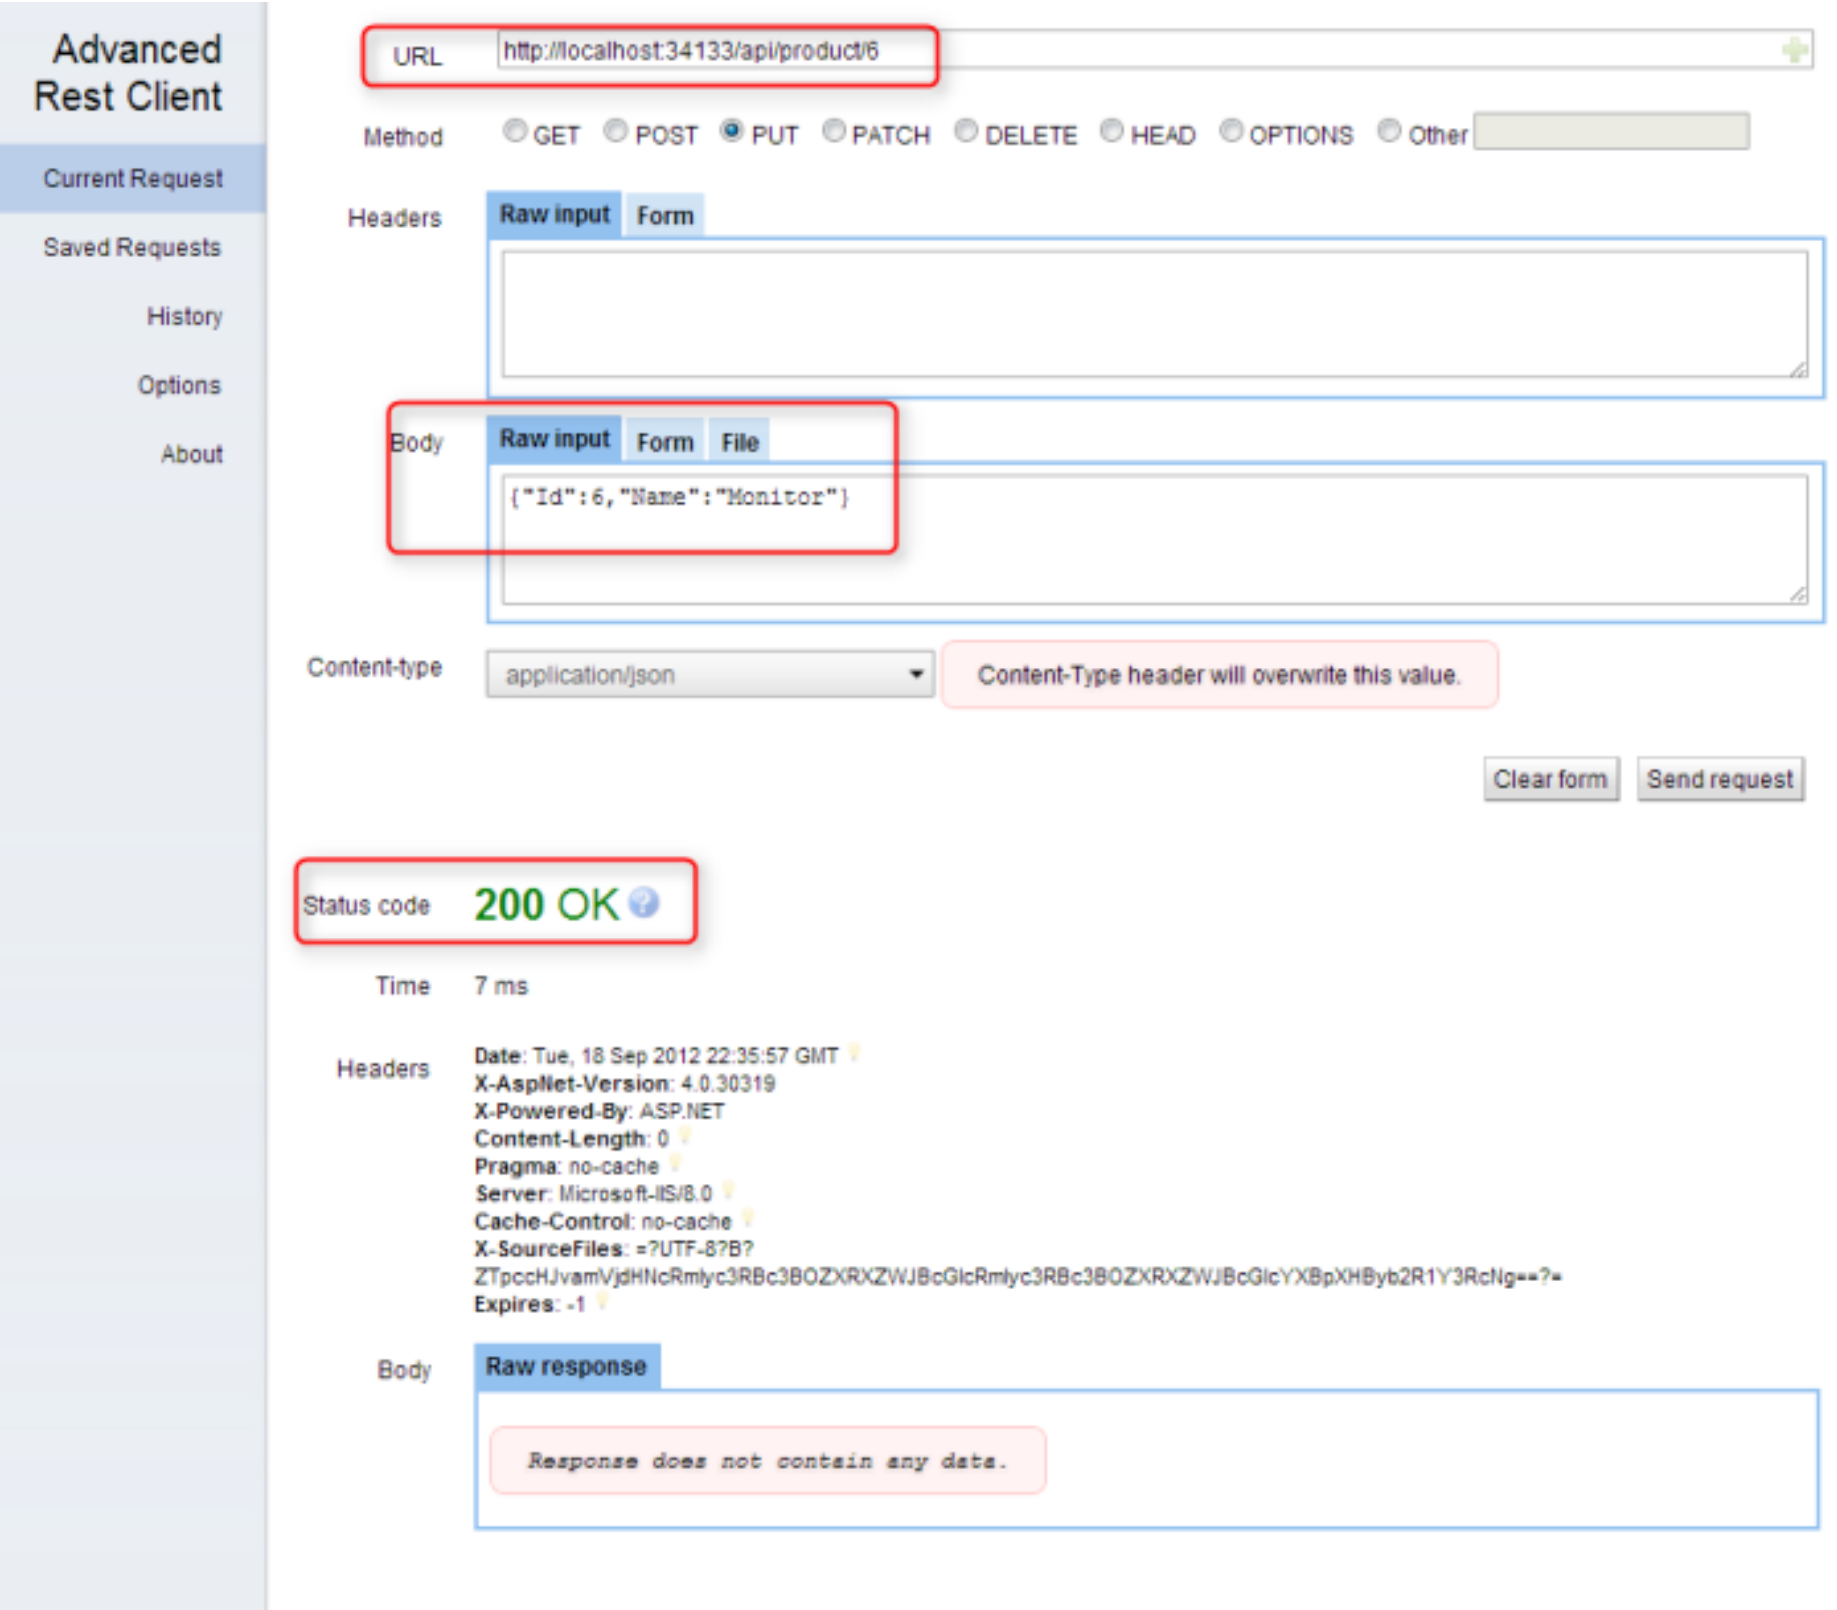 Advanced
Rest Client
Current Request
Saved Requests
History
Options
About
URL http://localhost:34133/api/product/6
Method GET POST PUT PATCH DELETE HEAD OPTIONS Other
Headers Raw input Form
Body Raw input Form File
{"Id":6,"Name":"Monitor"}
Content-type application/json Content-Type header will overwrite this value.
Clear form Send request
Status code 200 OK ?
Time 7 ms
Headers Date: Tue, 18 Sep 2012 22:35:57 GMT
X-AspNet-Version: 4.0.30319
X-Powered-By: ASP.NET
Content-Length: 0
Pragma: no-cache
Server: Microsoft-IIS/8.0
Cache-Control: no-cache
X-SourceFiles: =?UTF-8?B?
ZTpccHJvamVjdHNcRmlyc3RBc3BOZXRXZWJBcGlcRmlyc3RBc3BOZXRXZWJBcGlcYXBpXHByb2R1Y3RcNg==?=
Expires: -1
Body Raw response
Response does not contain any data.